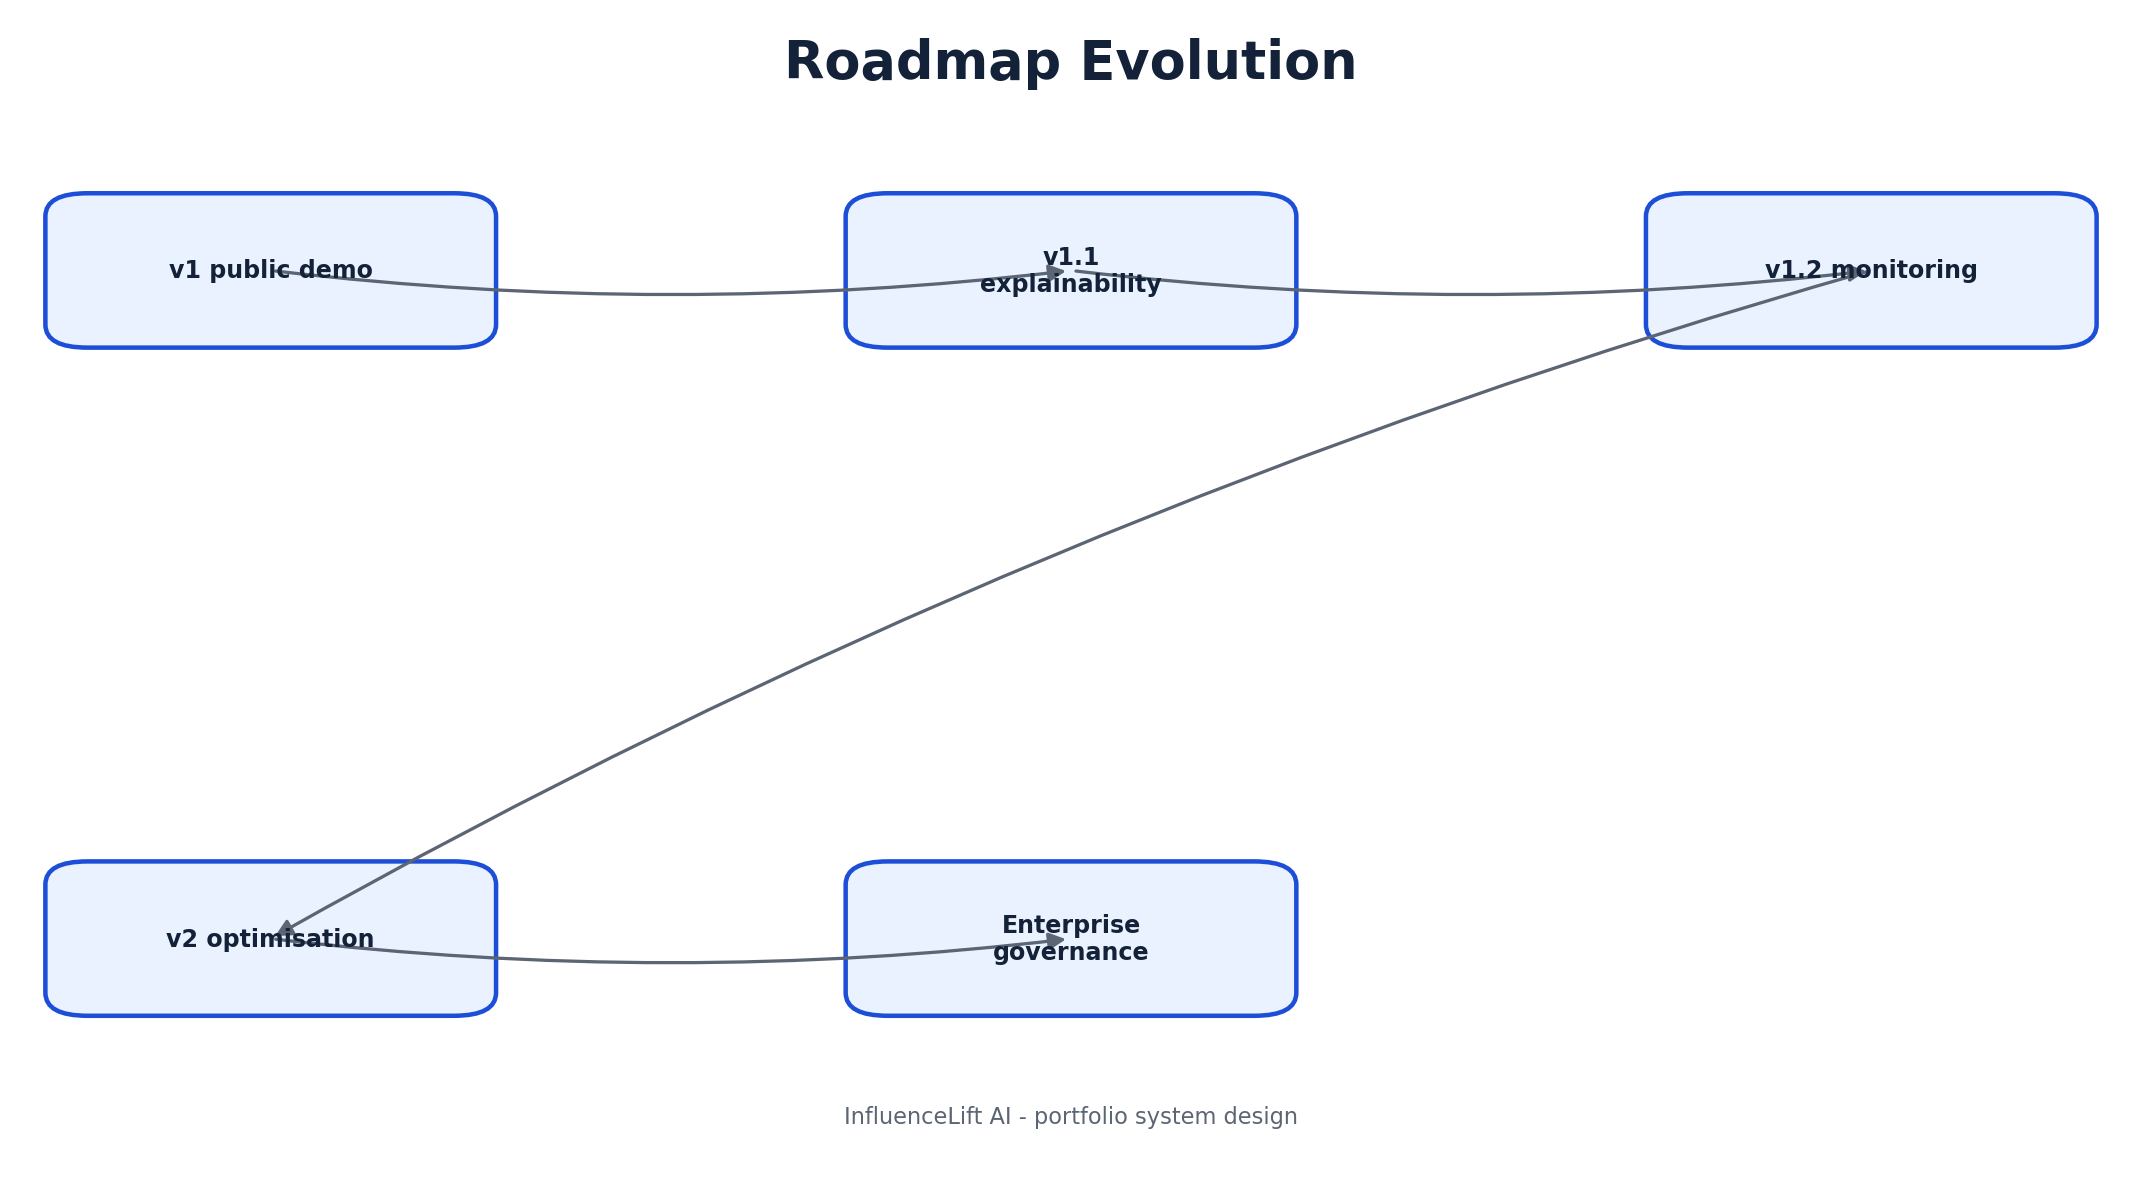 Roadmap Evolution
v1 public demo
v1.1
explainability
v1.2 monitoring
v2 optimisation
Enterprise
governance
InfluenceLift AI - portfolio system design